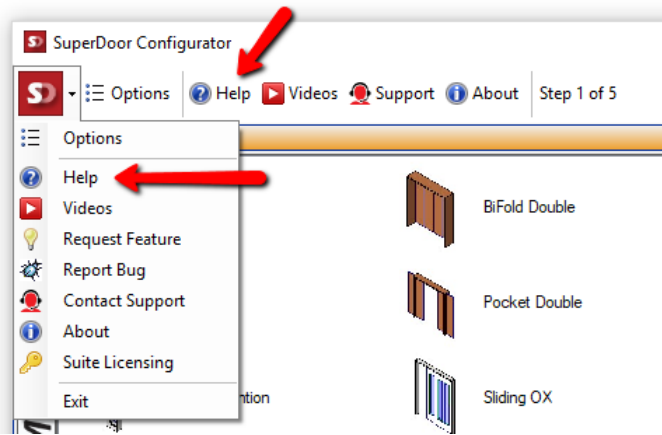 SuperDoor Configurator
SD Options Help Videos Support About Step 1 of 5
Options
Help
Videos
Request Feature
Report Bug
Contact Support
About
Suite Licensing
Exit
BiFold Double
Pocket Double
Sliding OX